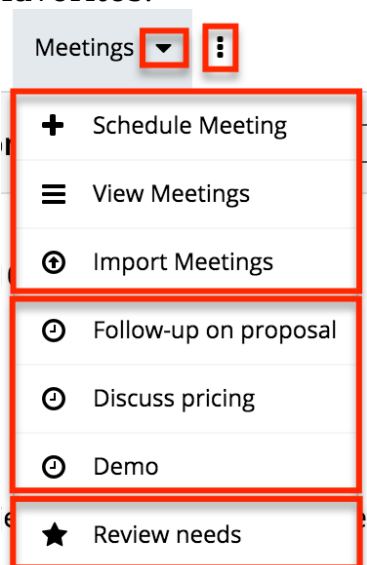 Meetings
Schedule Meeting
View Meetings
Import Meetings
Follow-up on proposal
Discuss pricing
Demo
Review needs